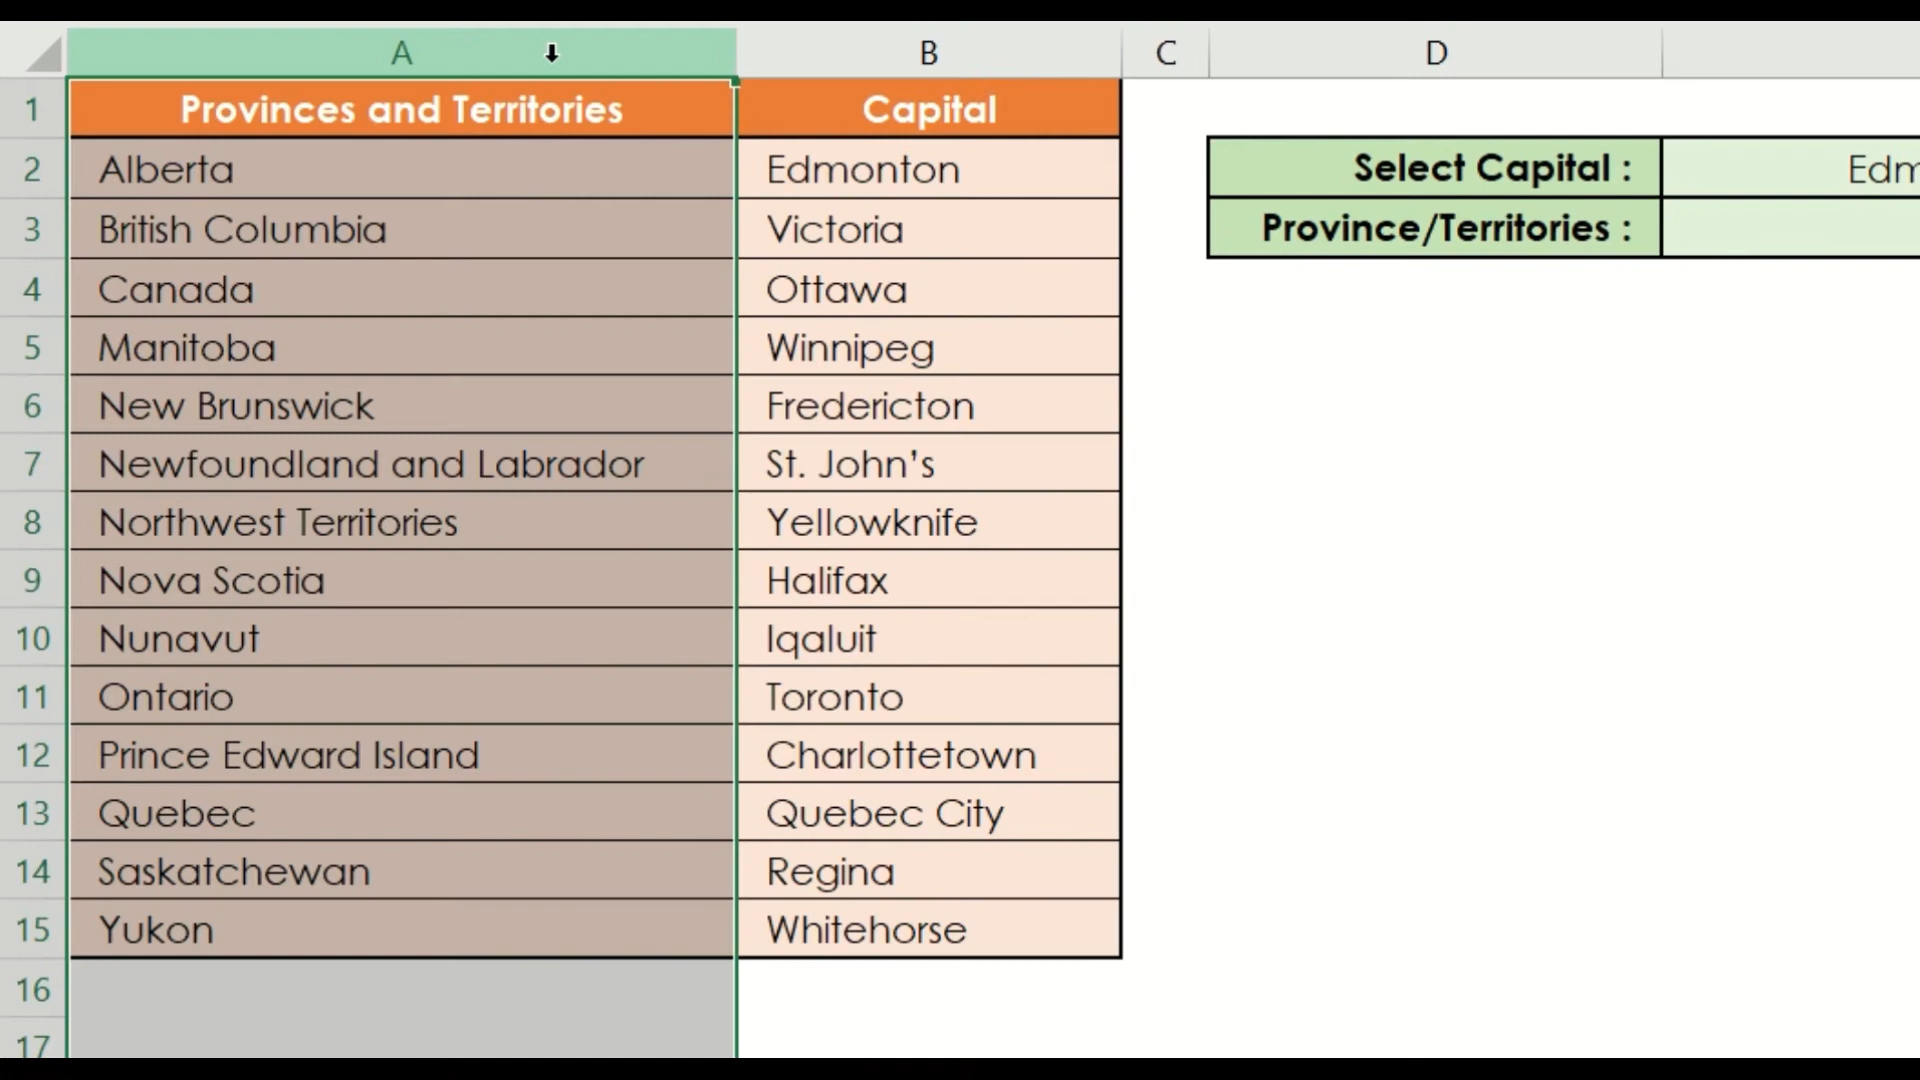 A B C D
1 Provinces and Territories Capital
2 Alberta Edmonton Select Capital : Edm
3 British Columbia Victoria Province/Territories :
4 Canada Ottawa
5 Manitoba Winnipeg
6 New Brunswick Fredericton
7 Newfoundland and Labrador St. John’s
8 Northwest Territories Yellowknife
9 Nova Scotia Halifax
10 Nunavut Iqaluit
11 Ontario Toronto
12 Prince Edward Island Charlottetown
13 Quebec Quebec City
14 Saskatchewan Regina
15 Yukon Whitehorse
16
17